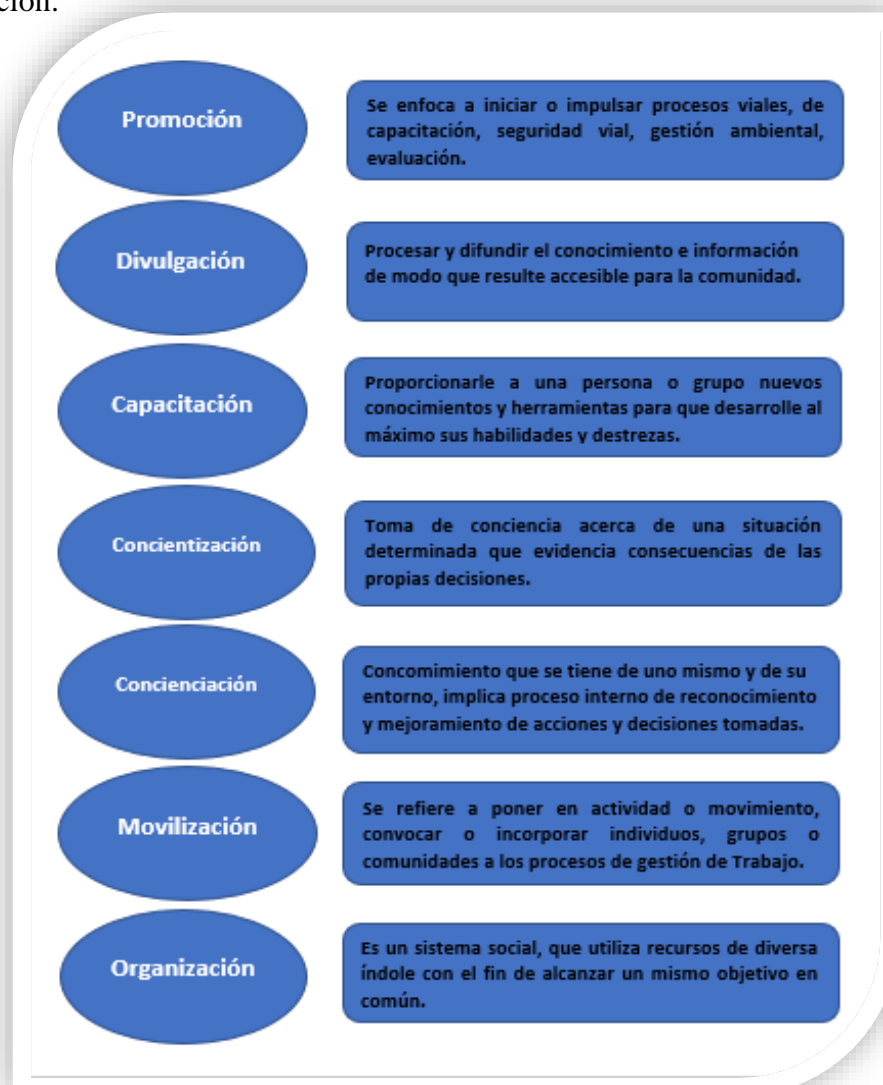 ción.
Promoción
Se enfoca a iniciar o impulsar procesos viales, de
capacitación, seguridad vial, gestión ambiental,
evaluación.
Divulgación
Procesar y difundir el conocimiento e información
de modo que resulte accesible para la comunidad.
Capacitación
Proporcionarle a una persona o grupo nuevos
conocimientos y herramientas para que desarrolle al
máximo sus habilidades y destrezas.
Concientización
Toma de conciencia acerca de una situación
determinada que evidencia consecuencias de las
propias decisiones.
Concienciación
Concomimiento que se tiene de uno mismo y de su
entorno, implica proceso interno de reconocimiento
y mejoramiento de acciones y decisiones tomadas.
Movilización
Se refiere a poner en actividad o movimiento,
convocar o incorporar individuos, grupos o
comunidades a los procesos de gestión de Trabajo.
Organización
Es un sistema social, que utiliza recursos de diversa
índole con el fin de alcanzar un mismo objetivo en
común.